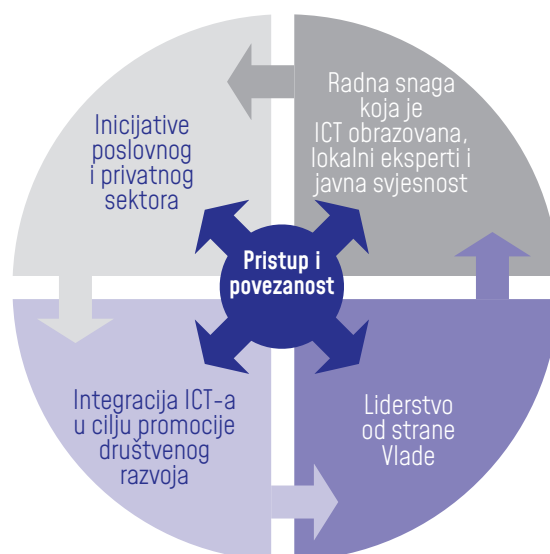 Inicijative
poslovnog
i privatnog
sektora
Radna snaga
koja je
ICT obrazovana,
lokalni eksperti i
javna svjesnost
Pristup i
povezanost
Integracija ICT-a
u cilju promocije
društvenog
razvoja
Liderstvo
od strane
Vlade